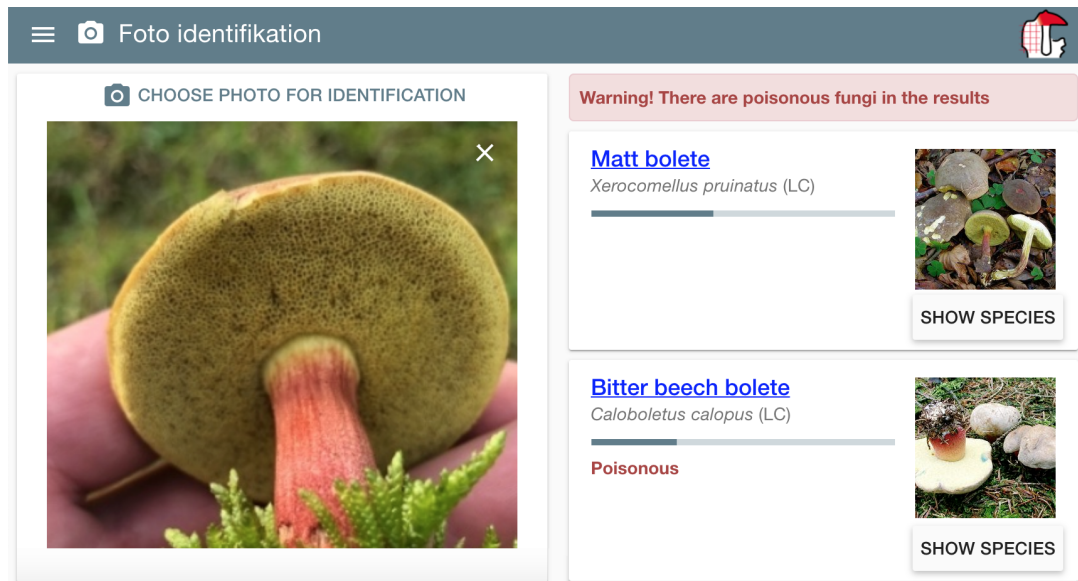 Foto identifikation
CHOOSE PHOTO FOR IDENTIFICATION
Warning! There are poisonous fungi in the results
Matt bolete
Xerocomellus pruinatus (LC)
SHOW SPECIES
Bitter beech bolete
Caloboletus calopus (LC)
Poisonous
SHOW SPECIES